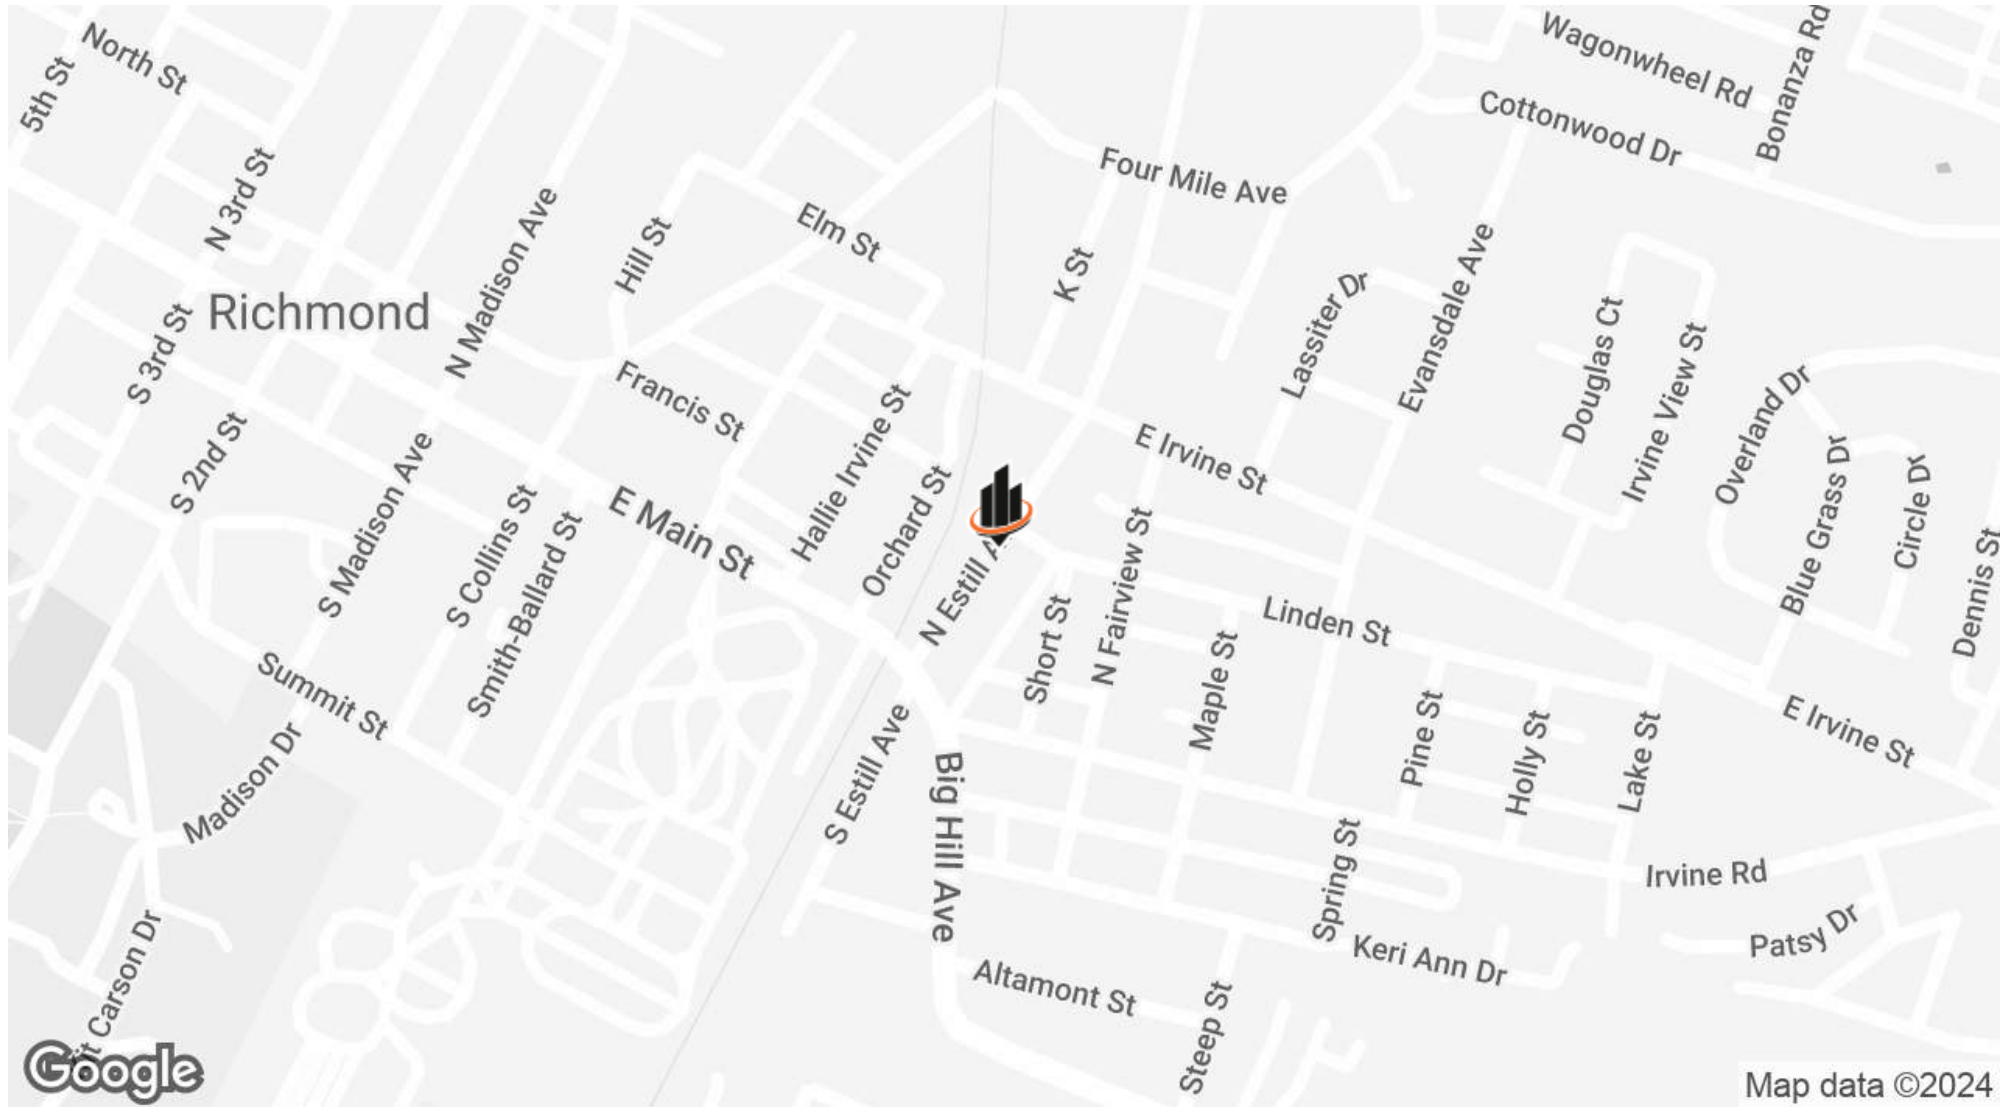 North St
5th St
Wagonwheel Rd
Bonanza Rd
Cottonwood Dr
N 3rd St
Four Mile Ave
Elm St
Hill St
K St
N Madison Ave
Evansdale Ave
Lassiter Dr
Richmond
S 3rd St
Douglas Ct
Irvine View St
Overland Dr
Francis St
Hallie Irvine St
E Irvine St
Blue Grass Dr
Circle Dr
S 2nd St
S Madison Ave
E Main St
Orchard St
S Collins St
Smith-Ballard St
N Estill A
N Fairview St
Short St
Linden St
Maple St
Dennis St
Summit St
Madison Dr
S Estill Ave
Big Hill Ave
Pine St
Holly St
Lake St
E Irvine St
Spring St
Irvine Rd
Patsy Dr
Keri Ann Dr
Altamont St
Steep St
it Carson Dr
Google
Map data ©2024